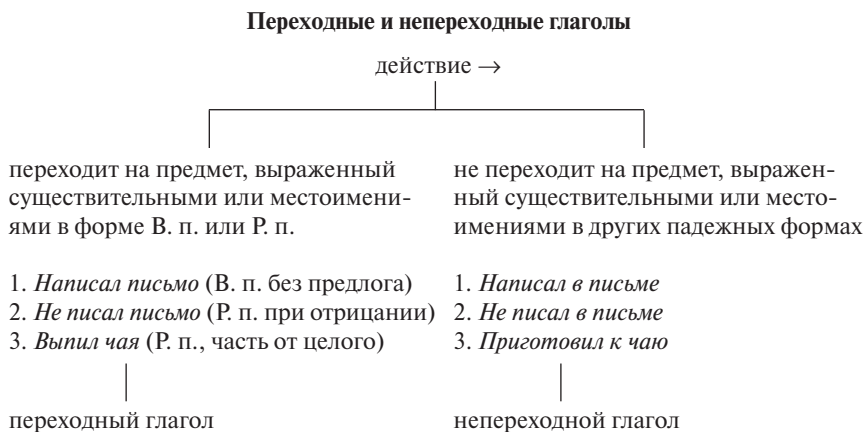 Переходные и непереходные глаголы
действие →
переходит на предмет, выраженный
существительными или местоимени-
ями в форме В. п. или Р. п.
не переходит на предмет, выражен-
ный существительными или место-
имениями в других падежных формах
1. Написал письмо (В. п. без предлога)
2. Не писал письмо (Р. п. при отрицании)
3. Выпил чая (Р. п., часть от целого)
1. Написал в письме
2. Не писал в письме
3. Приготовил к чаю
переходный глагол
непереходной глагол